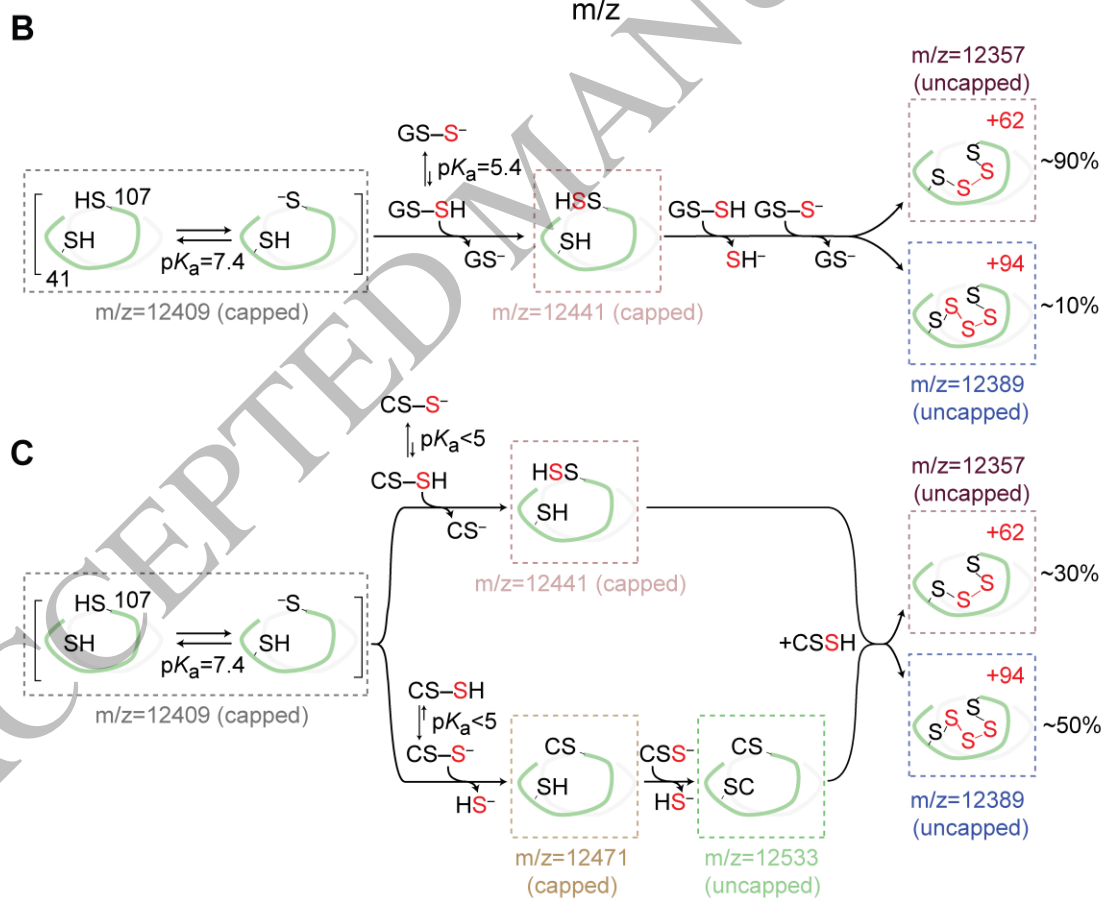 m/z
B
m/z=12357
(uncapped)
+62
S
S
S
S
~90%
GS–S⁻
pKa=5.4
HS 107
SH
41
pKa=7.4
⁻S
SH
m/z=12409 (capped)
GS–SH
GS⁻
HSS
SH
m/z=12441 (capped)
GS–SH GS–S⁻
SH⁻ GS⁻
+94
S
S
S
S
S
~10%
m/z=12389
(uncapped)
C
CS–S⁻
pKa<5
CS–SH
CS⁻
HSS
SH
m/z=12441 (capped)
m/z=12357
(uncapped)
+62
S
S
S
S
~30%
HS 107
SH
pKa=7.4
⁻S
SH
m/z=12409 (capped)
+CSSH
CS–SH
pKa<5
CS–S⁻
HS⁻
CS
SH
m/z=12471
(capped)
CSS⁻
HS⁻
CS
SC
m/z=12533
(uncapped)
+94
S
S
S
S
S
~50%
m/z=12389
(uncapped)
CCEPTED MANU